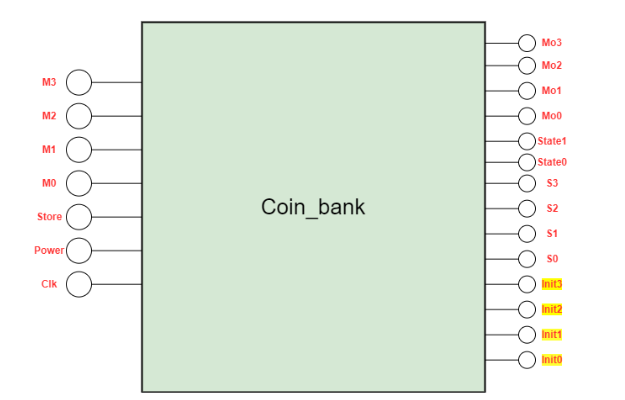 M3
M2
M1
M0
Store
Power
Clk
Coin_bank
Mo3
Mo2
Mo1
Mo0
State1
State0
S3
S2
S1
S0
Init3
Init2
Init1
Init0